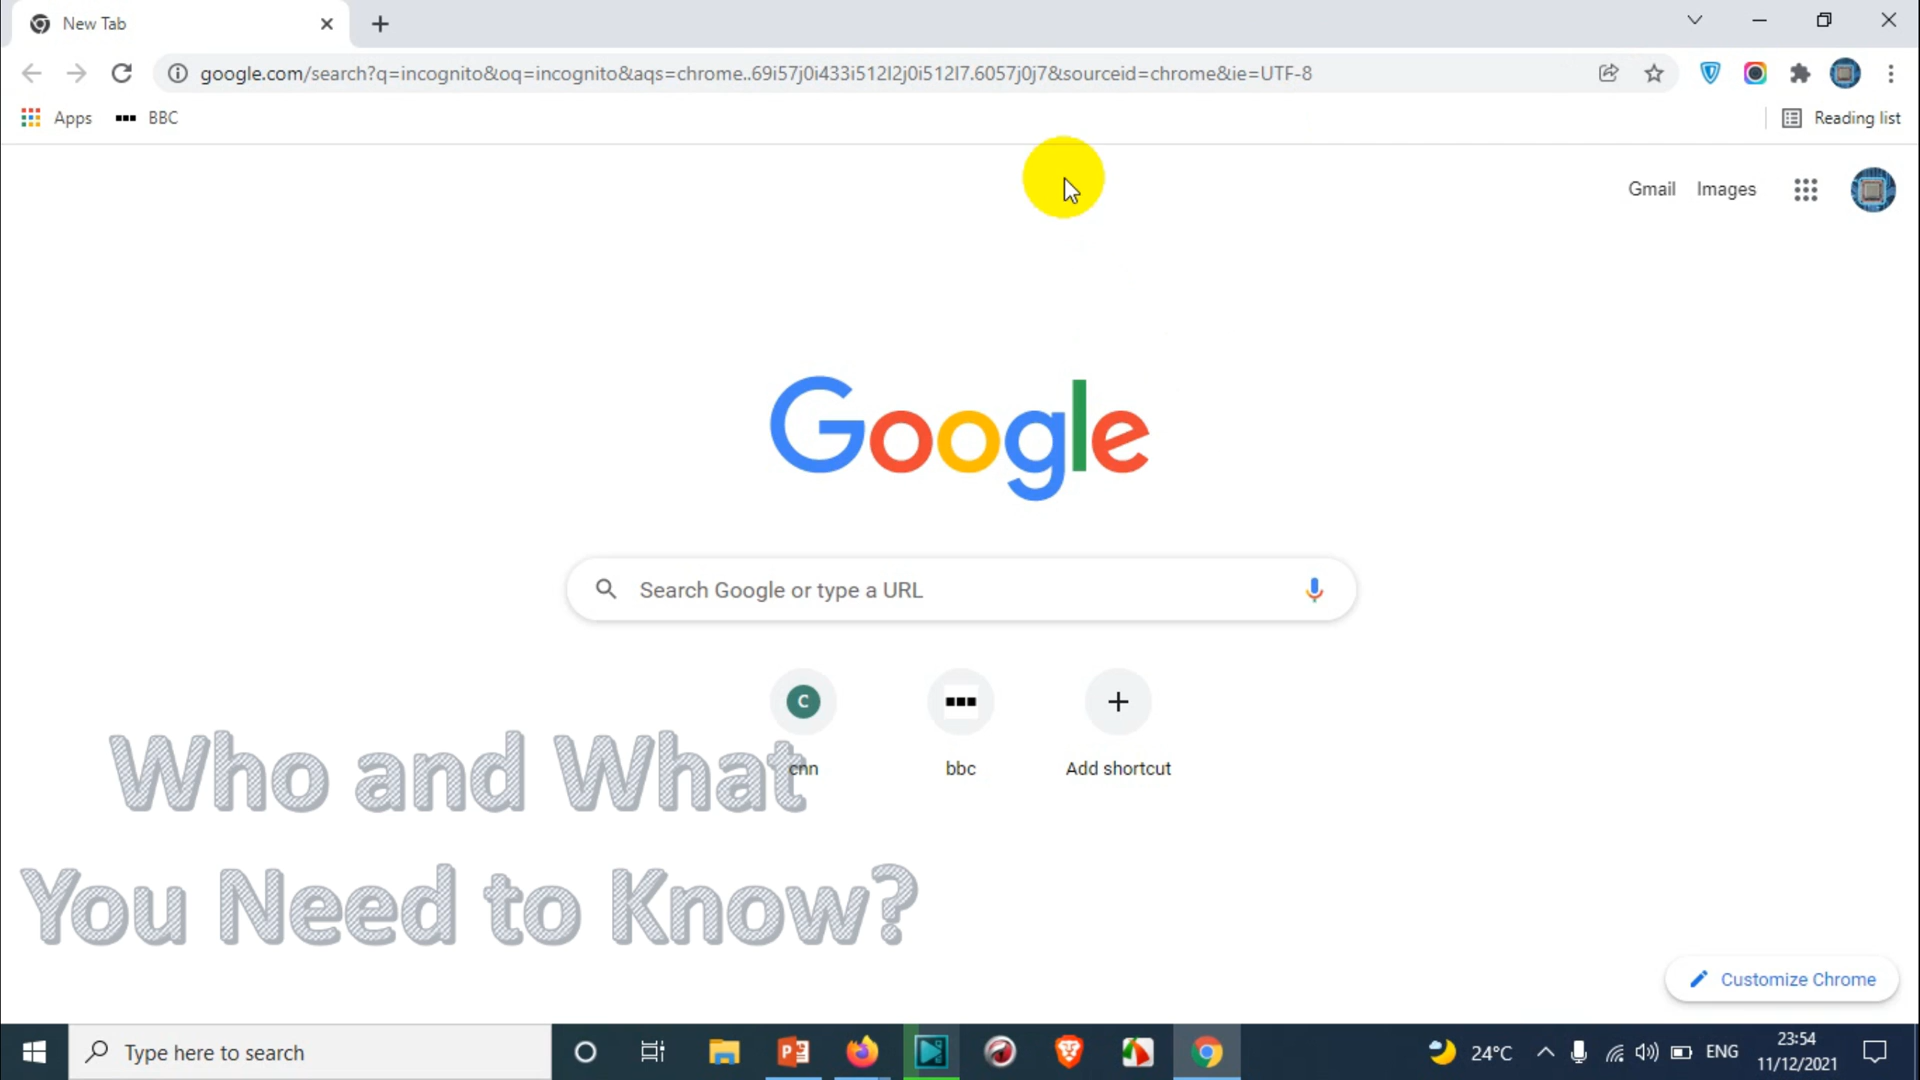 New Tab
google.com/search?q=incognito&oq=incognito&aqs=chrome..69i57j0i433i512l2j0i512l7.6057j0j7&sourceid=chrome&ie=UTF-8
Apps
BBC
Reading list
Gmail
Images
Google
Search Google or type a URL
C
cnn
bbc
Add shortcut
Who and What
You Need to Know?
Customize Chrome
Type here to search
24°C
ENG
23:54
11/12/2021